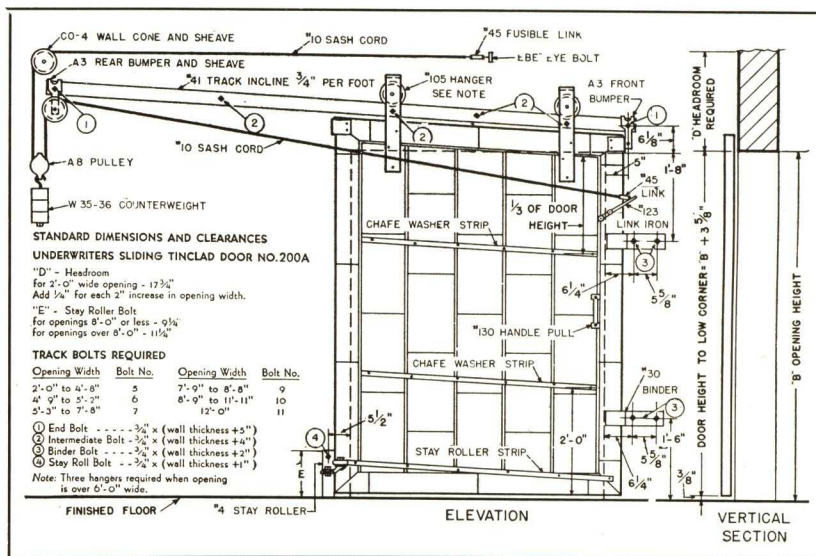 CO-4 WALL CONE AND SHEAVE
#10 SASH CORD
#45 FUSIBLE LINK
EBE EYE BOLT
A3 REAR BUMPER AND SHEAVE
#41 TRACK INCLINE 3/4" PER FOOT
#105 HANGER
SEE NOTE
A3 FRONT
BUMPER
1
2
2
2
1
6 1/8"
"D" HEADROOM
REQUIRED
#10 SASH CORD
A8 PULLEY
W 35-36 COUNTERWEIGHT
5"
1'-8"
#45
LINK
#123
LINK IRON
1/3 OF DOOR
HEIGHT
CHAFE WASHER
STRIP
3
6 1/4"
5 5/8"
#130 HANDLE PULL
CHAFE WASHER
STRIP
#30
BINDER
3
5 1/2"
4
2'-0"
1'-6"
5 5/8"
6 1/4"
3/8"
STAY ROLLER STRIP
E
#4 STAY ROLLER
FINISHED FLOOR
ELEVATION
DOOR HEIGHT TO LOW CORNER = "B" + 3 5/8"
"B" OPENING HEIGHT
VERTICAL
SECTION
STANDARD DIMENSIONS AND CLEARANCES
UNDERWRITERS SLIDING TINCLAD DOOR NO. 200A
"D" - Headroom
For 2'-0" wide opening - 17 3/4"
Add 1/4" for each 2" increase in opening width.
"E" - Stay Roller Bolt
for openings 8'-0" or less - 9 3/4"
For openings over 8'-0" - 11 1/4"
TRACK BOLTS REQUIRED
Opening Width Bolt No. Opening Width Bolt No.
2'-0" to 4'-8" 5 7'-9" to 8'-8" 9
4' 9" to 5'-2" 6 8'-9" to 11'-11" 10
5'-3" to 7'-8" 7 12'-0" 11
1 End Bolt - - - - - 3/4" x (wall thickness +5")
2 Intermediate Bolt - 3/4" x (wall thickness +4")
3 Binder Bolt - - - 3/4" x (wall thickness +2")
4 Stay Roll Bolt - - 3/4" x (wall thickness +1")
Note: Three hangers required when opening
is over 6'-0" wide.